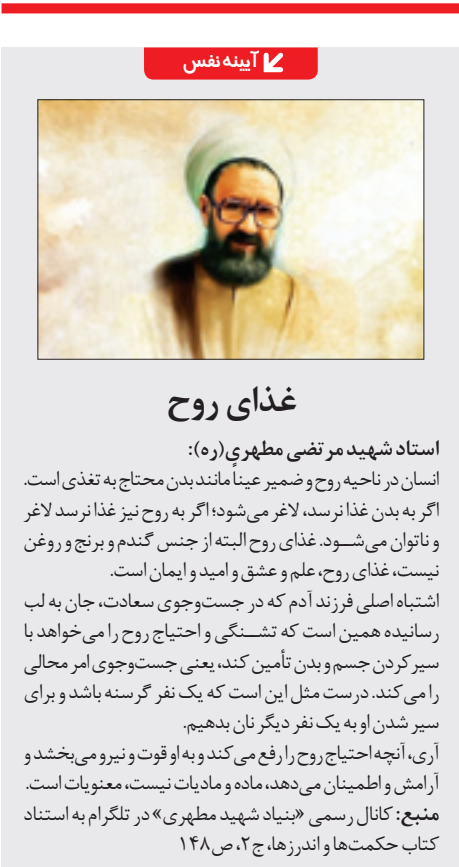 آیینه نفس
غذای روح
استاد شهید مرتضی مطهری(ره):
انسان در ناحیه روح و ضمیر عیناً مانند بدن محتاج به تغذی است.
اگر به بدن غذا نرسد، لاغر می‌شود؛ اگر به روح نیز غذا نرسد لاغر
و ناتوان می‌شود. غذای روح البته از جنس گندم و برنج و روغن
نیست، غذای روح، علم و عشق و امید و ایمان است.
اشتباه اصلی فرزند آدم که در جست‌وجوی سعادت، جان به لب
رسانیده همین است که تشنگی و احتیاج روح را می‌خواهد با
سیر کردن جسم و بدن تأمین کند، یعنی جست‌وجوی امر محالی
را می‌کند. درست مثل این است که یک نفر گرسنه باشد و برای
سیر شدن او به یک نفر دیگر نان بدهیم.
آری، آنچه احتیاج روح را رفع می‌کند و به او قوت و نیرو می‌بخشد و
آرامش و اطمینان می‌دهد، ماده و مادیات نیست، معنویات است.
منبع: کانال رسمی «بنیاد شهید مطهری» در تلگرام به استناد
کتاب حکمت‌ها و اندرزها، ج۲، ص۱۴۸